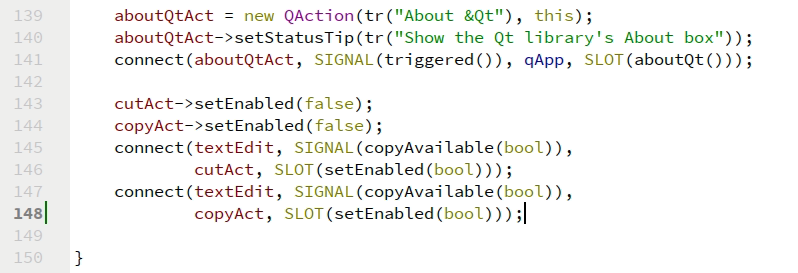 139     aboutQtAct = new QAction(tr("About &Qt"), this);
140     aboutQtAct->setStatusTip(tr("Show the Qt library's About box"));
141     connect(aboutQtAct, SIGNAL(triggered()), qApp, SLOT(aboutQt()));
142
143     cutAct->setEnabled(false);
144     copyAct->setEnabled(false);
145     connect(textEdit, SIGNAL(copyAvailable(bool)),
146             cutAct, SLOT(setEnabled(bool)));
147     connect(textEdit, SIGNAL(copyAvailable(bool)),
148             copyAct, SLOT(setEnabled(bool)));
149
150 }